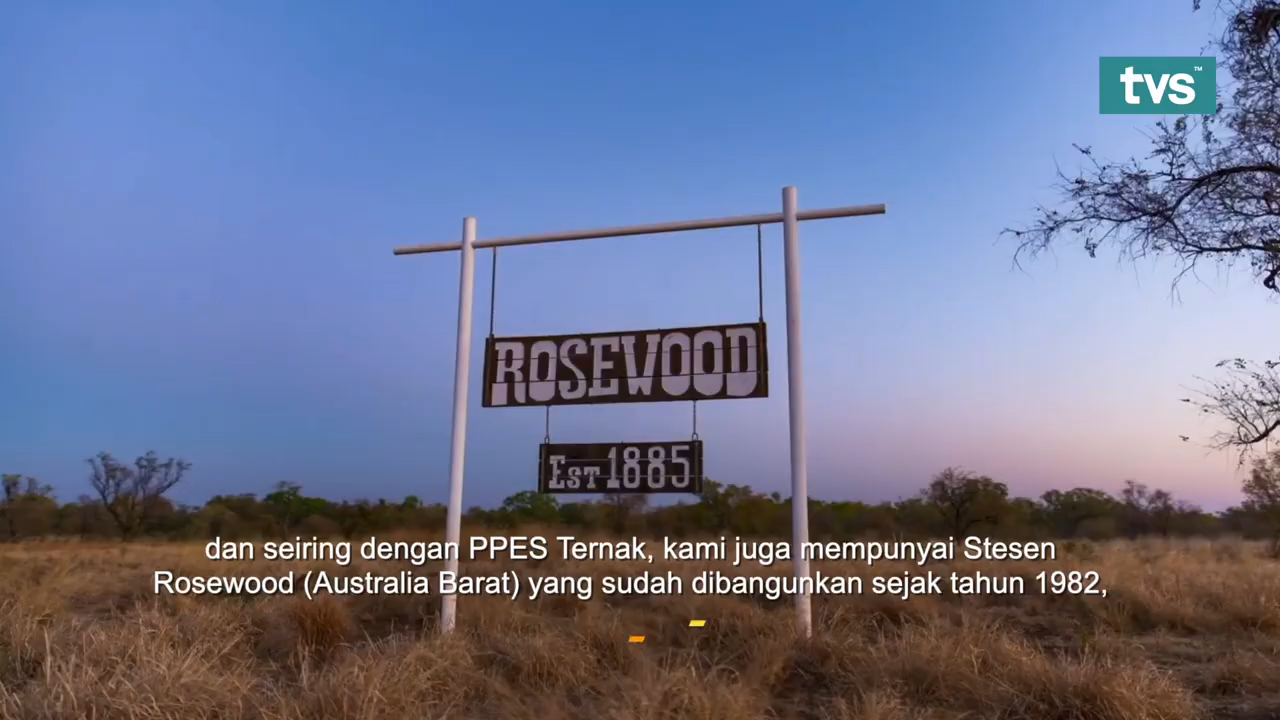 tvs™
ROSEWOOD
EST 1885
dan seiring dengan PPES Ternak, kami juga mempunyai Stesen
Rosewood (Australia Barat) yang sudah dibangunkan sejak tahun 1982,